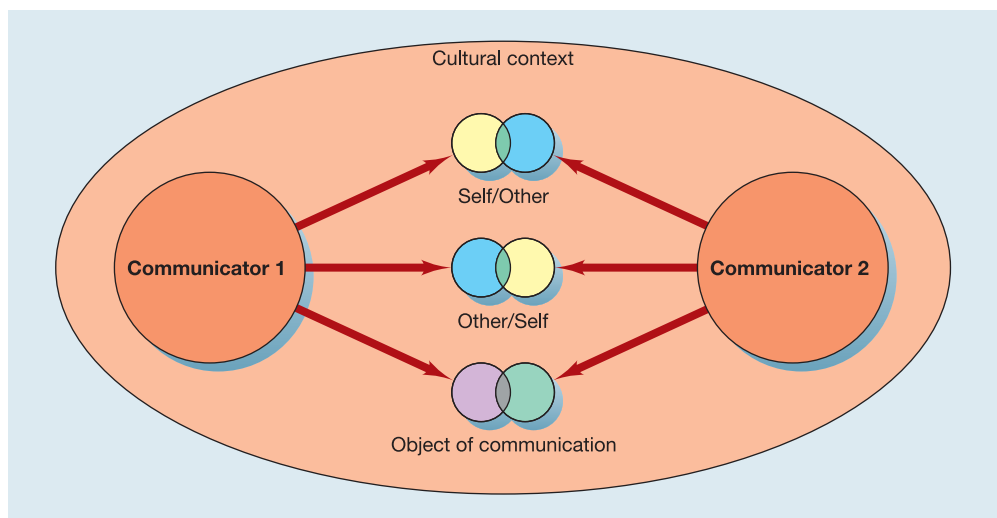 Cultural context
Self/Other
Communicator 1
Communicator 2
Other/Self
Object of communication